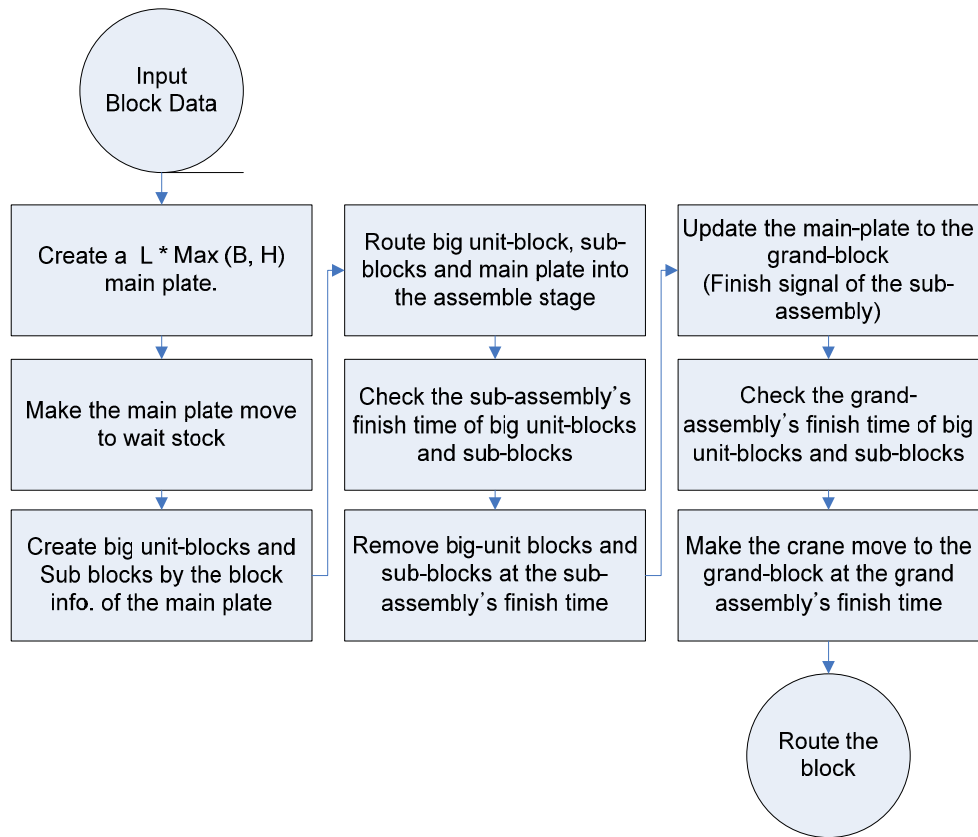 Input
Block Data
Create a L * Max (B, H)
main plate.
Make the main plate move
to wait stock
Create big unit-blocks and
Sub blocks by the block
info. of the main plate
Route big unit-block, sub-
blocks and main plate into
the assemble stage
Check the sub-assembly's
finish time of big unit-blocks
and sub-blocks
Remove big-unit blocks and
sub-blocks at the sub-
assembly's finish time
Update the main-plate to the
grand-block
(Finish signal of the sub-
assembly)
Check the grand-
assembly's finish time of big
unit-blocks and sub-blocks
Make the crane move to the
grand-block at the grand
assembly's finish time
Route the
block